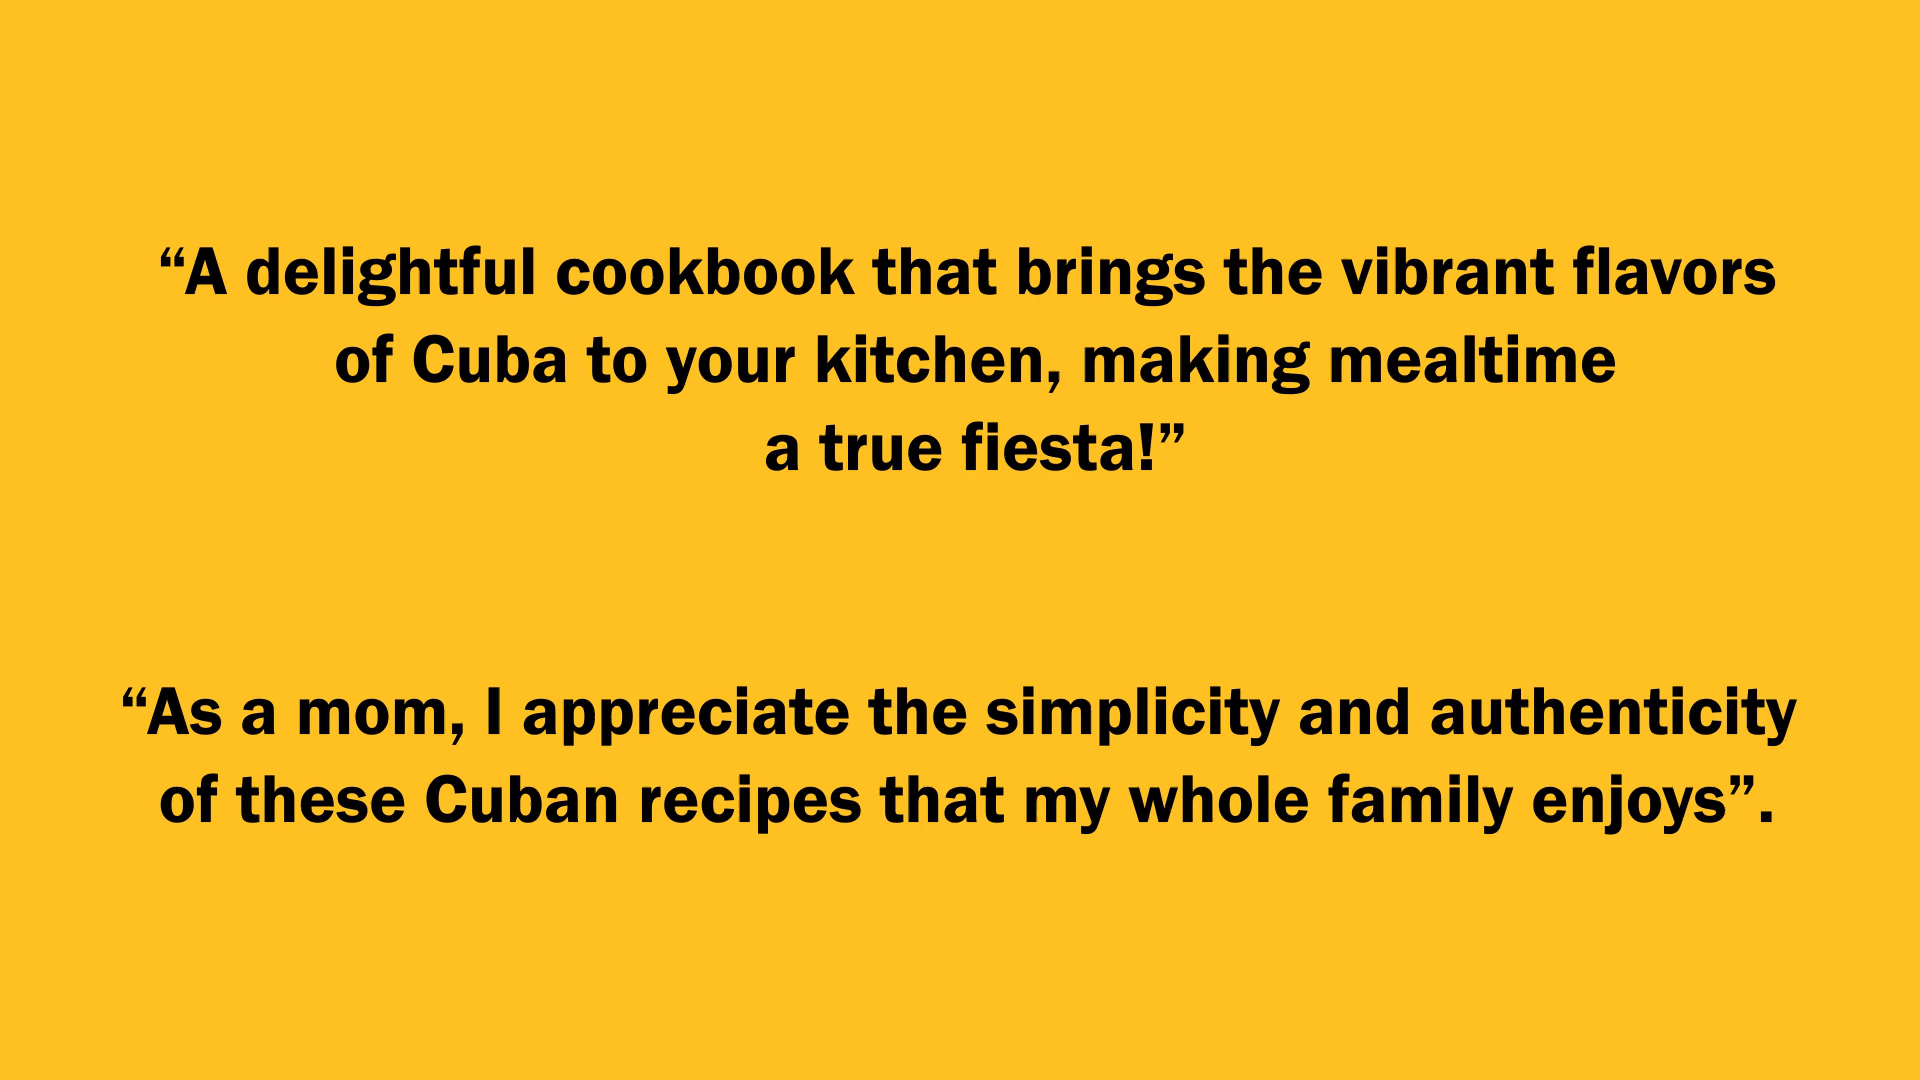 “A delightful cookbook that brings the vibrant flavors
of Cuba to your kitchen, making mealtime
a true fiesta!”
“As a mom, I appreciate the simplicity and authenticity
of these Cuban recipes that my whole family enjoys”.